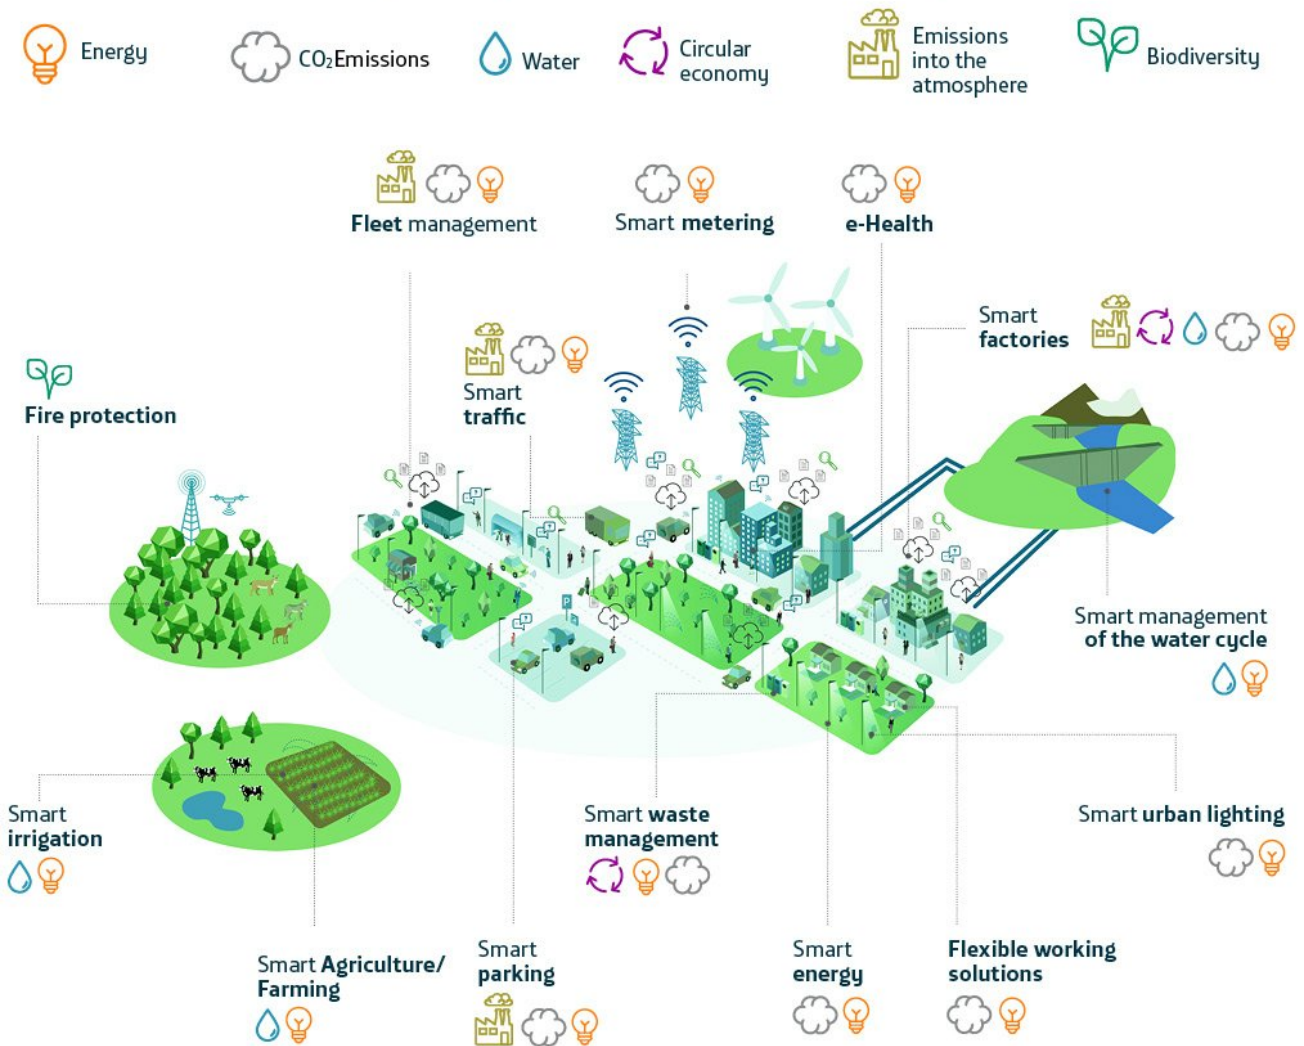 Energy
CO₂Emissions
Water
Circular
economy
Emissions
into the
atmosphere
Biodiversity
Fleet management
Smart metering
e-Health
Smart
factories
Smart
traffic
Fire protection
Smart management
of the water cycle
Smart
irrigation
Smart waste
management
Smart urban lighting
Smart Agriculture/
Farming
Smart
parking
Smart
energy
Flexible working
solutions
P